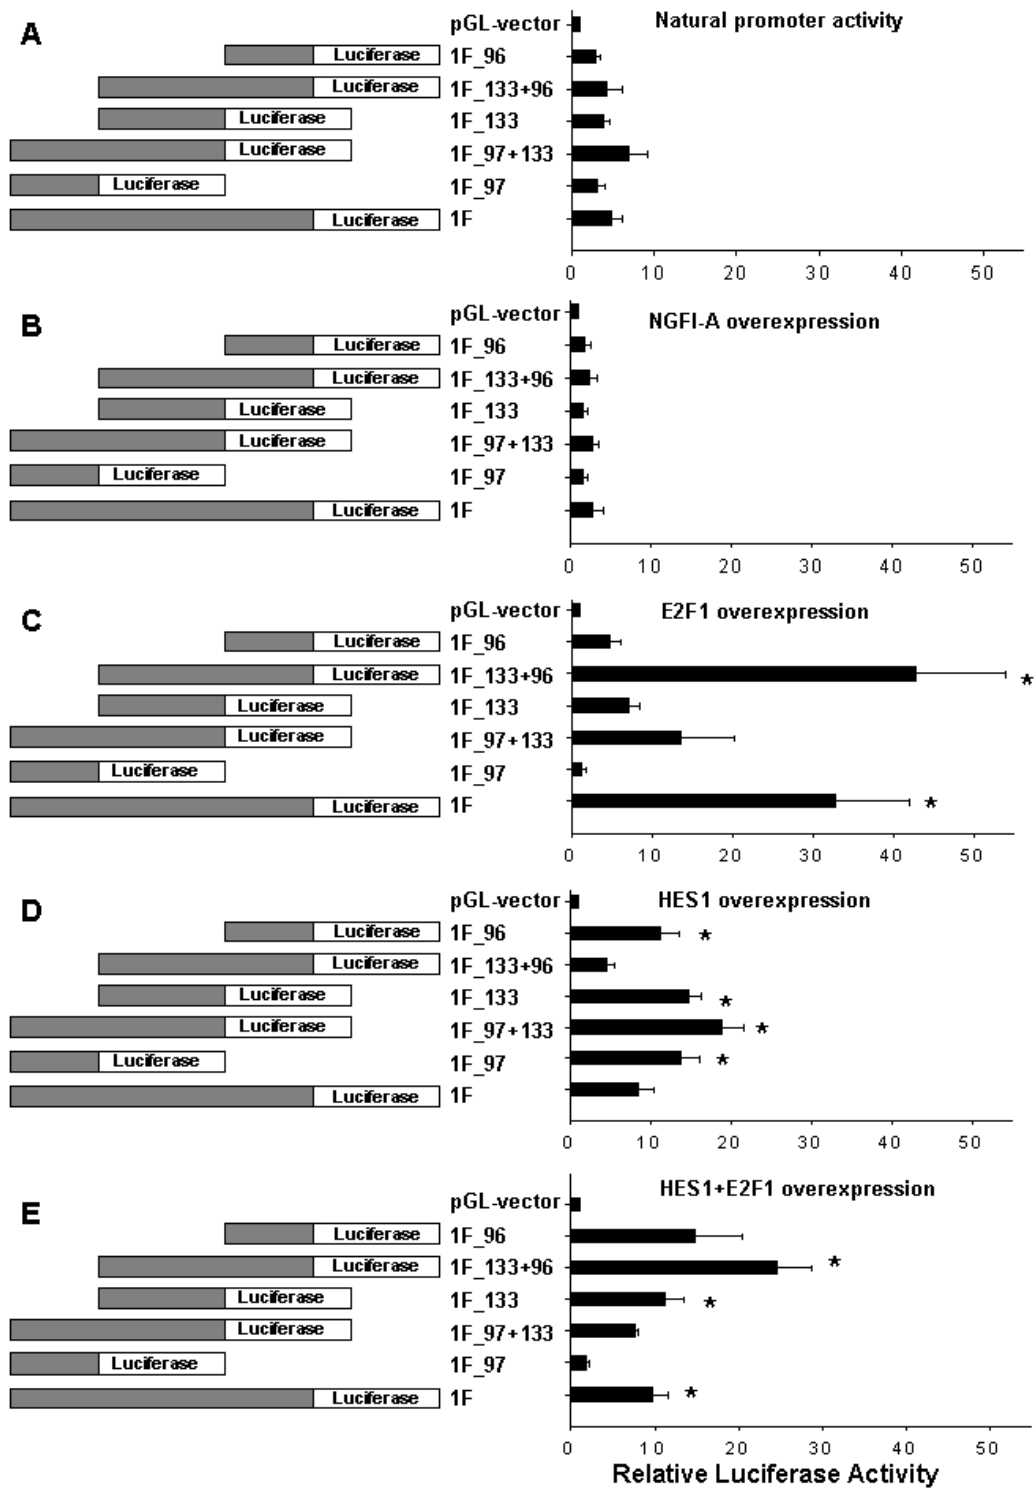 A
pGL-vector
Natural promoter activity
Luciferase 1F_96
Luciferase 1F_133+96
Luciferase 1F_133
Luciferase 1F_97+133
Luciferase 1F_97
Luciferase 1F
0 10 20 30 40 50
B
pGL-vector
NGFI-A overexpression
Luciferase 1F_96
Luciferase 1F_133+96
Luciferase 1F_133
Luciferase 1F_97+133
Luciferase 1F_97
Luciferase 1F
0 10 20 30 40 50
C
pGL-vector
E2F1 overexpression
Luciferase 1F_96
Luciferase 1F_133+96 *
Luciferase 1F_133
Luciferase 1F_97+133
Luciferase 1F_97
Luciferase 1F *
0 10 20 30 40 50
D
pGL-vector
HES1 overexpression
Luciferase 1F_96 *
Luciferase 1F_133+96
Luciferase 1F_133 *
Luciferase 1F_97+133 *
Luciferase 1F_97 *
Luciferase 1F
0 10 20 30 40 50
E
pGL-vector
HES1+E2F1 overexpression
Luciferase 1F_96
Luciferase 1F_133+96 *
Luciferase 1F_133 *
Luciferase 1F_97+133
Luciferase 1F_97
Luciferase 1F *
0 10 20 30 40 50
Relative Luciferase Activity